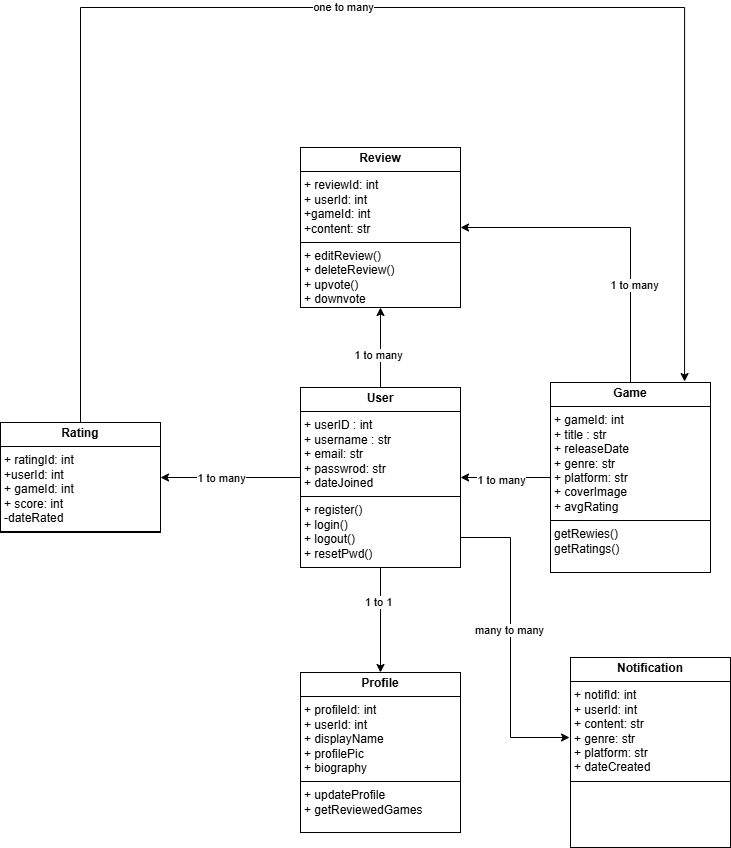 one to many
Review
+ reviewId: int
+ userId: int
+gameId: int
+content: str
+ editReview()
+ deleteReview()
+ upvote()
+ downvote
1 to many
1 to many
User
+ userID : int
+ username : str
+ email: str
+ passwrod: str
+ dateJoined
+ register()
+ login()
+ logout()
+ resetPwd()
Game
+ gameId: int
+ title : str
+ releaseDate
+ genre: str
+ platform: str
+ coverImage
+ avgRating
getRewies()
getRatings()
Rating
+ ratingId: int
+userId: int
+ gameId: int
+ score: int
-dateRated
1 to many
1 to many
1 to 1
many to many
Profile
+ profileId: int
+ userId: int
+ displayName
+ profilePic
+ biography
+ updateProfile
+ getReviewedGames
Notification
+ notifId: int
+ userId: int
+ content: str
+ genre: str
+ platform: str
+ dateCreated